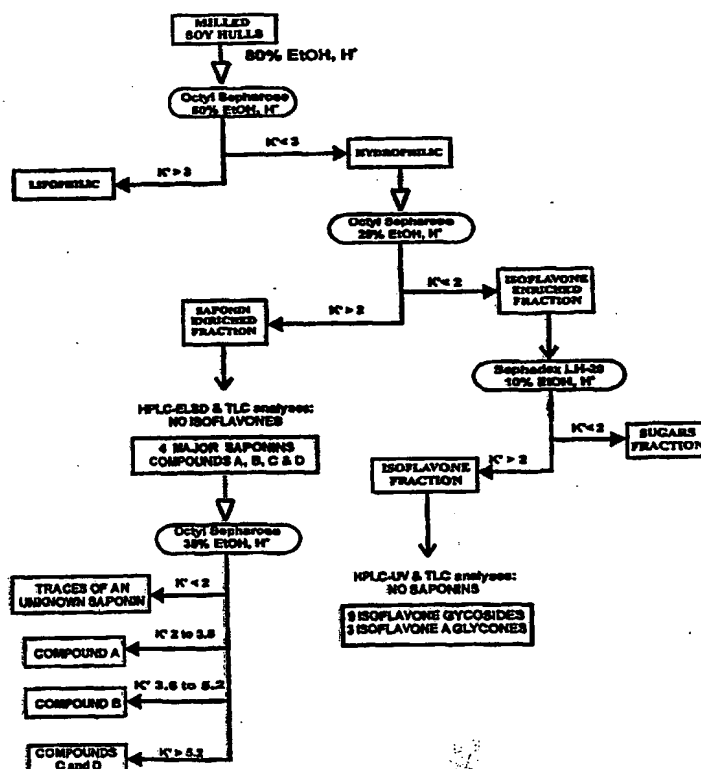 MILLED
SOY HULLS
80% EtOH, H+
Octyl Sepharose
60% EtOH, H+
K'< 3
HYDROPHILIC
K'> 3
LIPOPHILIC
Octyl Sepharose
EtOH, H+
K'< 2
ISOFLAVONE
ENRICHED
FRACTION
SAPONIN
ENRICHED
FRACTION
K'> 2
Sephadex LH-20
10% EtOH, H+
HPLC-ELSD & TLC analyses:
NO ISOFLAVONES
K'<2
SUGARS
FRACTION
4 MAJOR SAPONINS
COMPOUNDS A, B, C & D
ISOFLAVONE
FRACTION
K'> 2
Octyl Sepharose
EtOH, H+
HPLC-UV & TLC analyses:
NO SAPONINS
TRACES OF AN
UNKNOWN SAPONIN
K'< 2
9 ISOFLAVONE GYCOSIDES
3 ISOFLAVONE AGLYCONES
K' 2 to 3.6
COMPOUND A
K' 3.6 to 5.2
COMPOUND B
K'> 5.2
COMPOUNDS
C and D